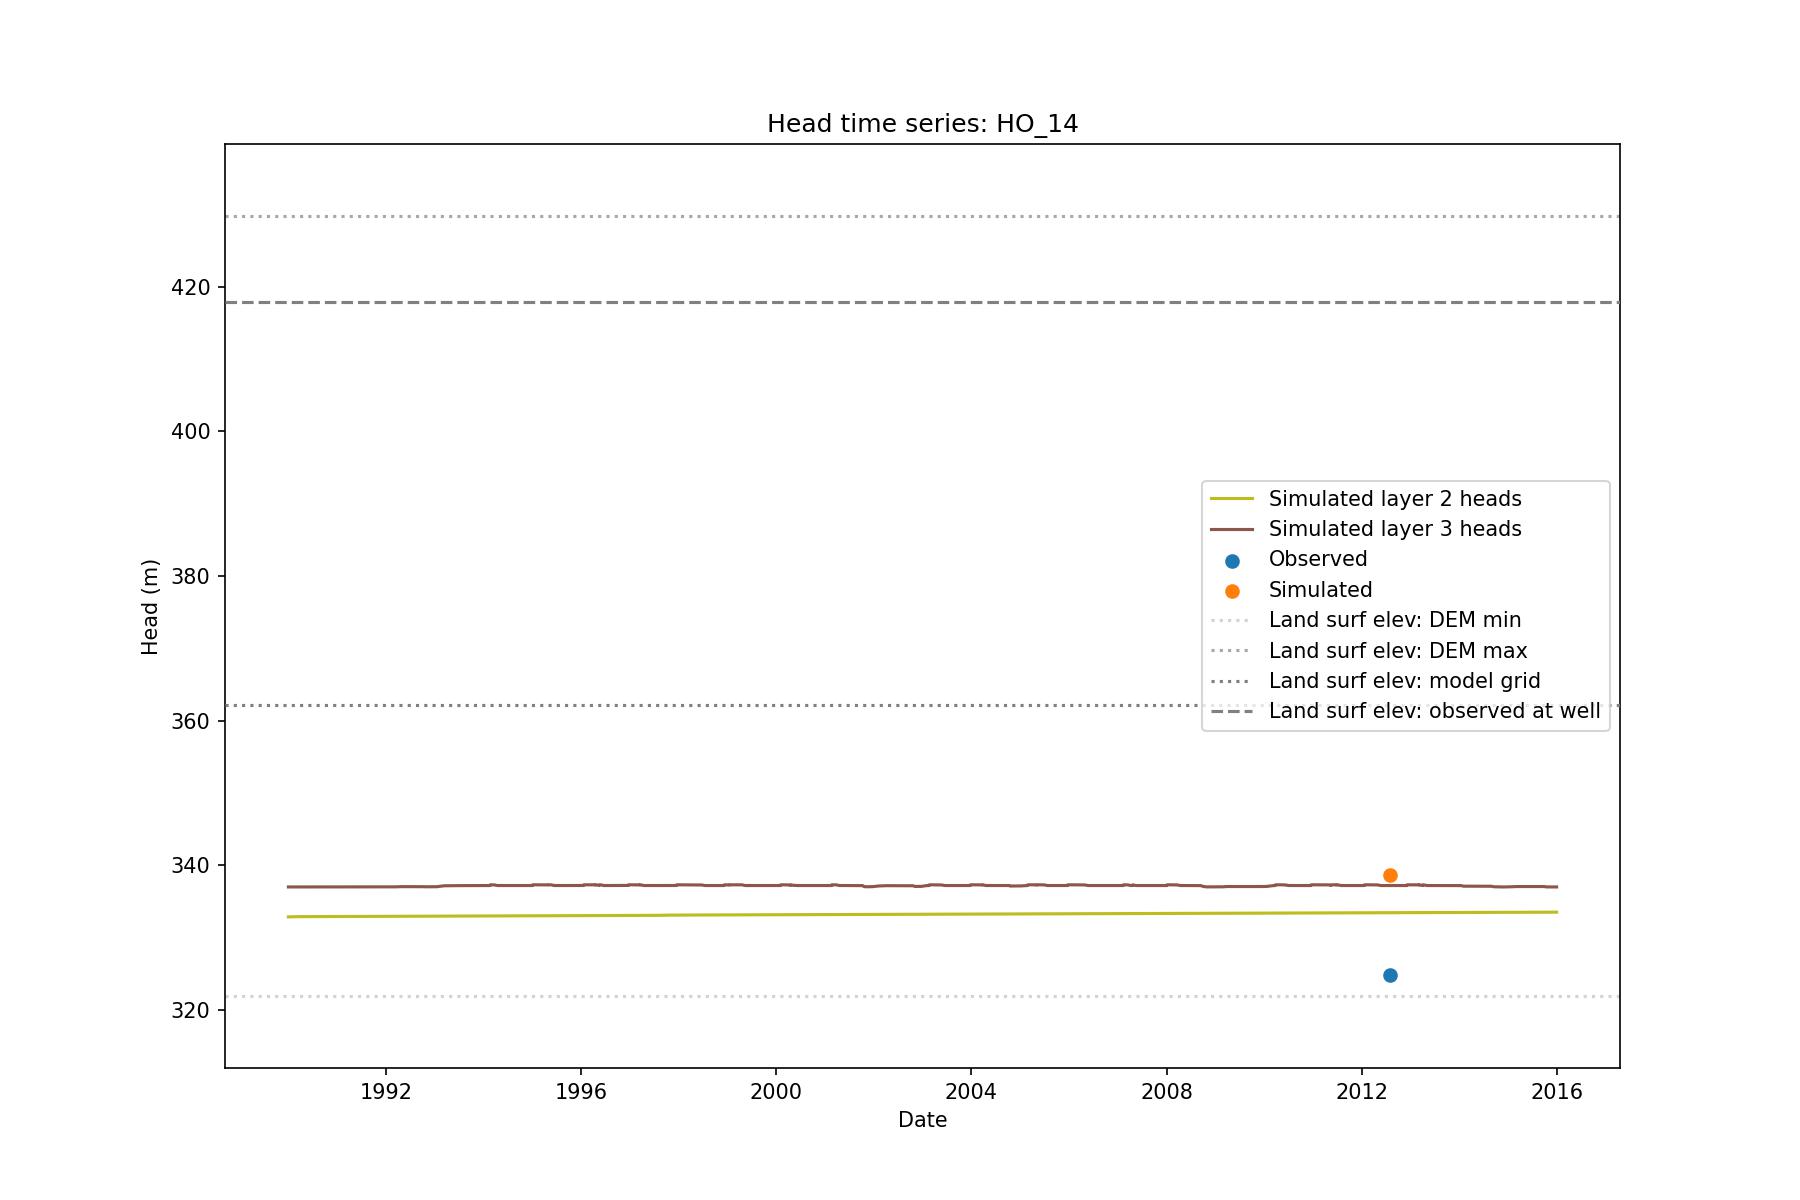 Head time series: HO_14
420
400
380
360
340
320
Head (m)
Simulated layer 2 heads
Simulated layer 3 heads
Observed
Simulated
Land surf elev: DEM min
Land surf elev: DEM max
Land surf elev: model grid
Land surf elev: observed at well
1992 1996 2000 2004 2008 2012 2016
Date